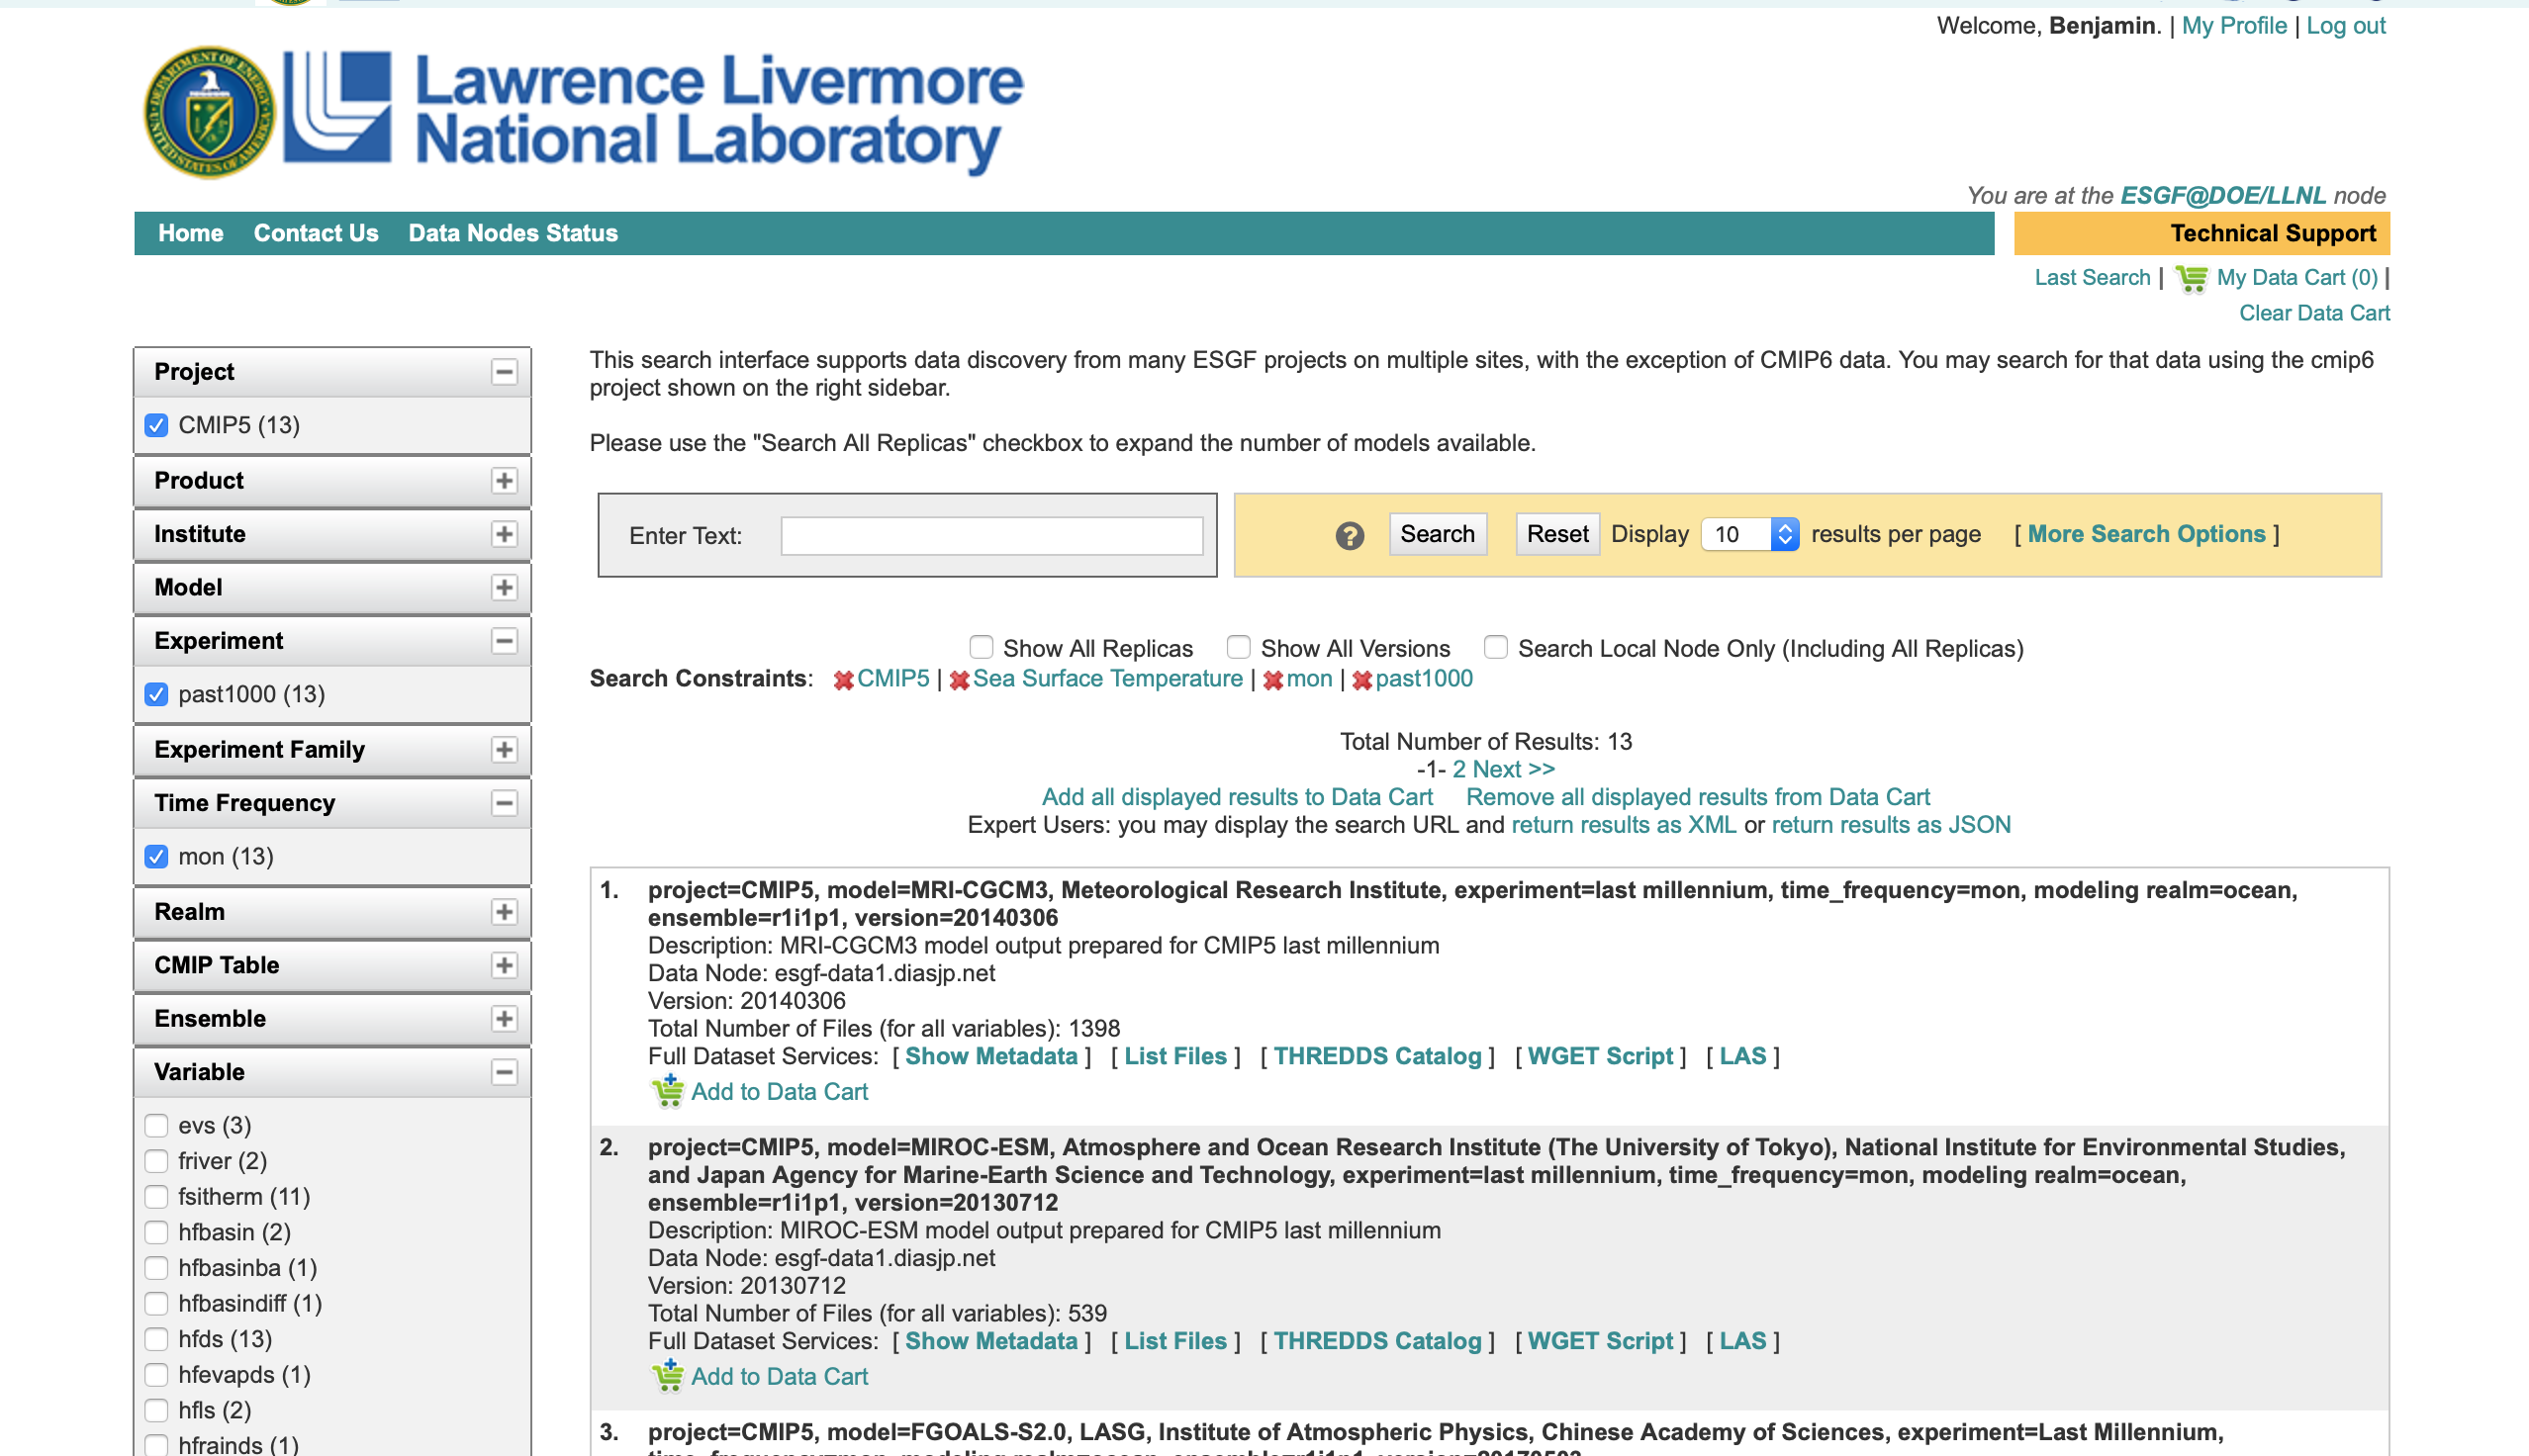 Welcome, Benjamin. | My Profile | Log out
Lawrence Livermore
National Laboratory
You are at the ESGF@DOE/LLNL node
Home Contact Us Data Nodes Status
Technical Support
Last Search | My Data Cart (0) |
Clear Data Cart
Project
CMIP5 (13)
Product
Institute
Model
Experiment
past1000 (13)
Experiment Family
Time Frequency
mon (13)
Realm
CMIP Table
Ensemble
Variable
evs (3)
friver (2)
fsitherm (11)
hfbasin (2)
hfbasinba (1)
hfbasindiff (1)
hfds (13)
hfevapds (1)
hfls (2)
hfrainds (1)
This search interface supports data discovery from many ESGF projects on multiple sites, with the exception of CMIP6 data. You may search for that data using the cmip6
project shown on the right sidebar.
Please use the "Search All Replicas" checkbox to expand the number of models available.
Enter Text:
? Search Reset Display 10 results per page [ More Search Options ]
Show All Replicas Show All Versions Search Local Node Only (Including All Replicas)
Search Constraints: CMIP5 | Sea Surface Temperature | mon | past1000
Total Number of Results: 13
-1- 2 Next >>
Add all displayed results to Data Cart Remove all displayed results from Data Cart
Expert Users: you may display the search URL and return results as XML or return results as JSON
1. project=CMIP5, model=MRI-CGCM3, Meteorological Research Institute, experiment=last millennium, time_frequency=mon, modeling realm=ocean,
ensemble=r1i1p1, version=20140306
Description: MRI-CGCM3 model output prepared for CMIP5 last millennium
Data Node: esgf-data1.diasjp.net
Version: 20140306
Total Number of Files (for all variables): 1398
Full Dataset Services: [ Show Metadata ] [ List Files ] [ THREDDS Catalog ] [ WGET Script ] [ LAS ]
Add to Data Cart
2. project=CMIP5, model=MIROC-ESM, Atmosphere and Ocean Research Institute (The University of Tokyo), National Institute for Environmental Studies,
and Japan Agency for Marine-Earth Science and Technology, experiment=last millennium, time_frequency=mon, modeling realm=ocean,
ensemble=r1i1p1, version=20130712
Description: MIROC-ESM model output prepared for CMIP5 last millennium
Data Node: esgf-data1.diasjp.net
Version: 20130712
Total Number of Files (for all variables): 539
Full Dataset Services: [ Show Metadata ] [ List Files ] [ THREDDS Catalog ] [ WGET Script ] [ LAS ]
Add to Data Cart
3. project=CMIP5, model=FGOALS-S2.0, LASG, Institute of Atmospheric Physics, Chinese Academy of Sciences, experiment=Last Millennium,